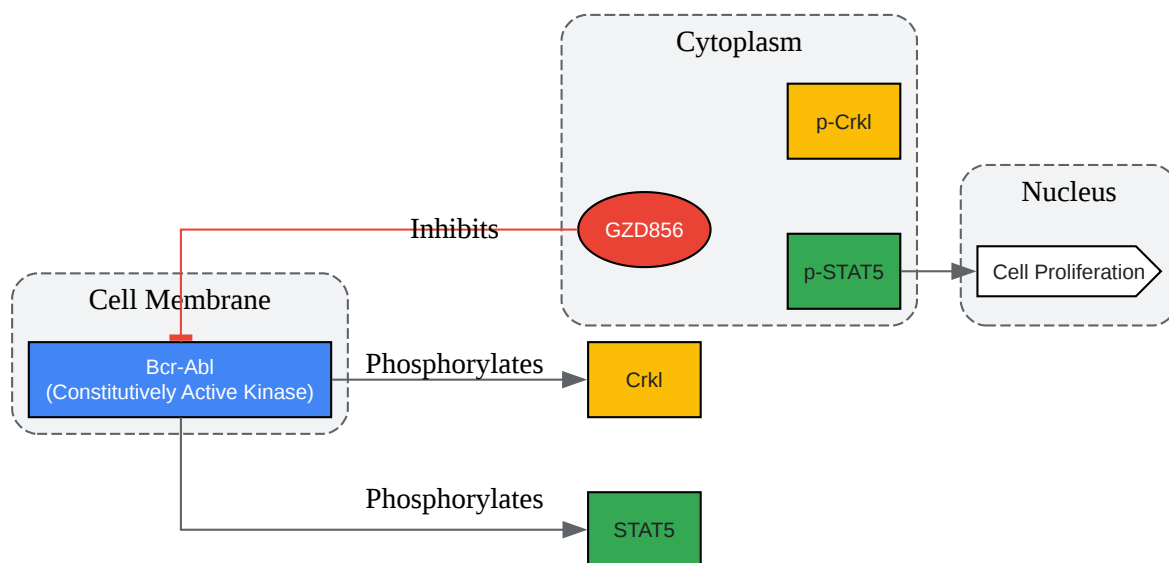 Cytoplasm
p-Crkl
Nucleus
Inhibits
GZD856
p-STAT5
Cell Proliferation
Cell Membrane
Bcr-Abl
(Constitutively Active Kinase)
Phosphorylates
Crkl
Phosphorylates
STAT5